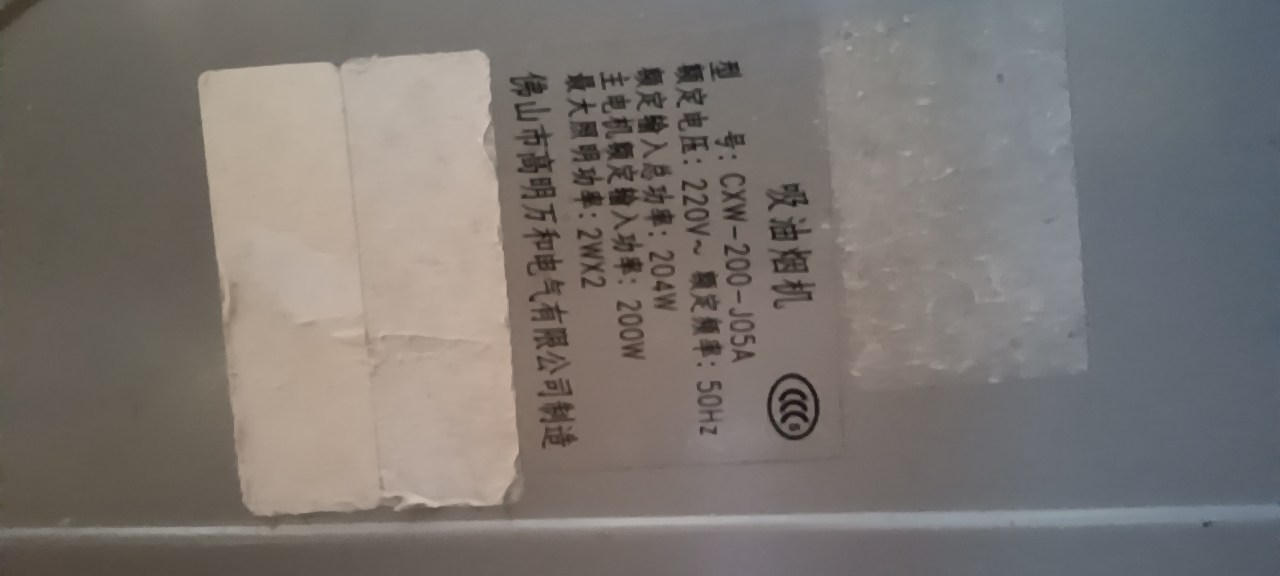 吸油烟机
型 号: CXW-200-J05A
额定电压: 220V~ 额定频率: 50Hz
额定输入总功率: 204W
主电机额定输入功率: 200W
最大照明功率: 2WX2
佛山市高明万和电气有限公司制造